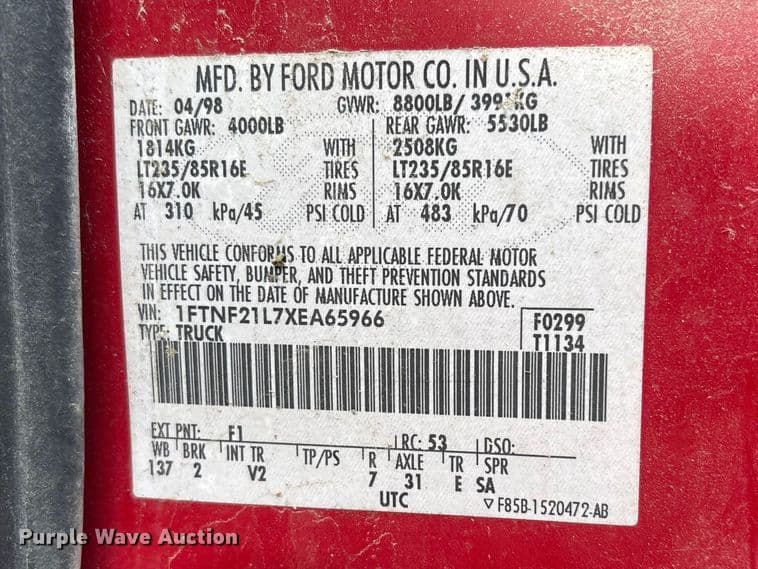 MFD. BY FORD MOTOR CO. IN U.S.A.
DATE: 04/98 GVWR: 8800LB/ 3991KG
FRONT GAWR: 4000LB REAR GAWR: 5530LB
1814KG WITH 2508KG WITH
LT235/85R16E TIRES LT235/85R16E TIRES
16X7.0K RIMS 16X7.0K RIMS
AT 310 kPa/45 PSI COLD AT 483 kPa/70 PSI COLD
THIS VEHICLE CONFORMS TO ALL APPLICABLE FEDERAL MOTOR
VEHICLE SAFETY, BUMPER, AND THEFT PREVENTION STANDARDS
IN EFFECT ON THE DATE OF MANUFACTURE SHOWN ABOVE.
VIN: 1FTNF21L7XEA65966 F0299
TYPE: TRUCK T1134
EXT PNT: F1 RC: 53 DSO:
WB BRK INT TR TP/PS R AXLE TR SPR
137 2 V2 7 31 E SA
UTC ▽F85B-1520472-AB
Purple Wave Auction